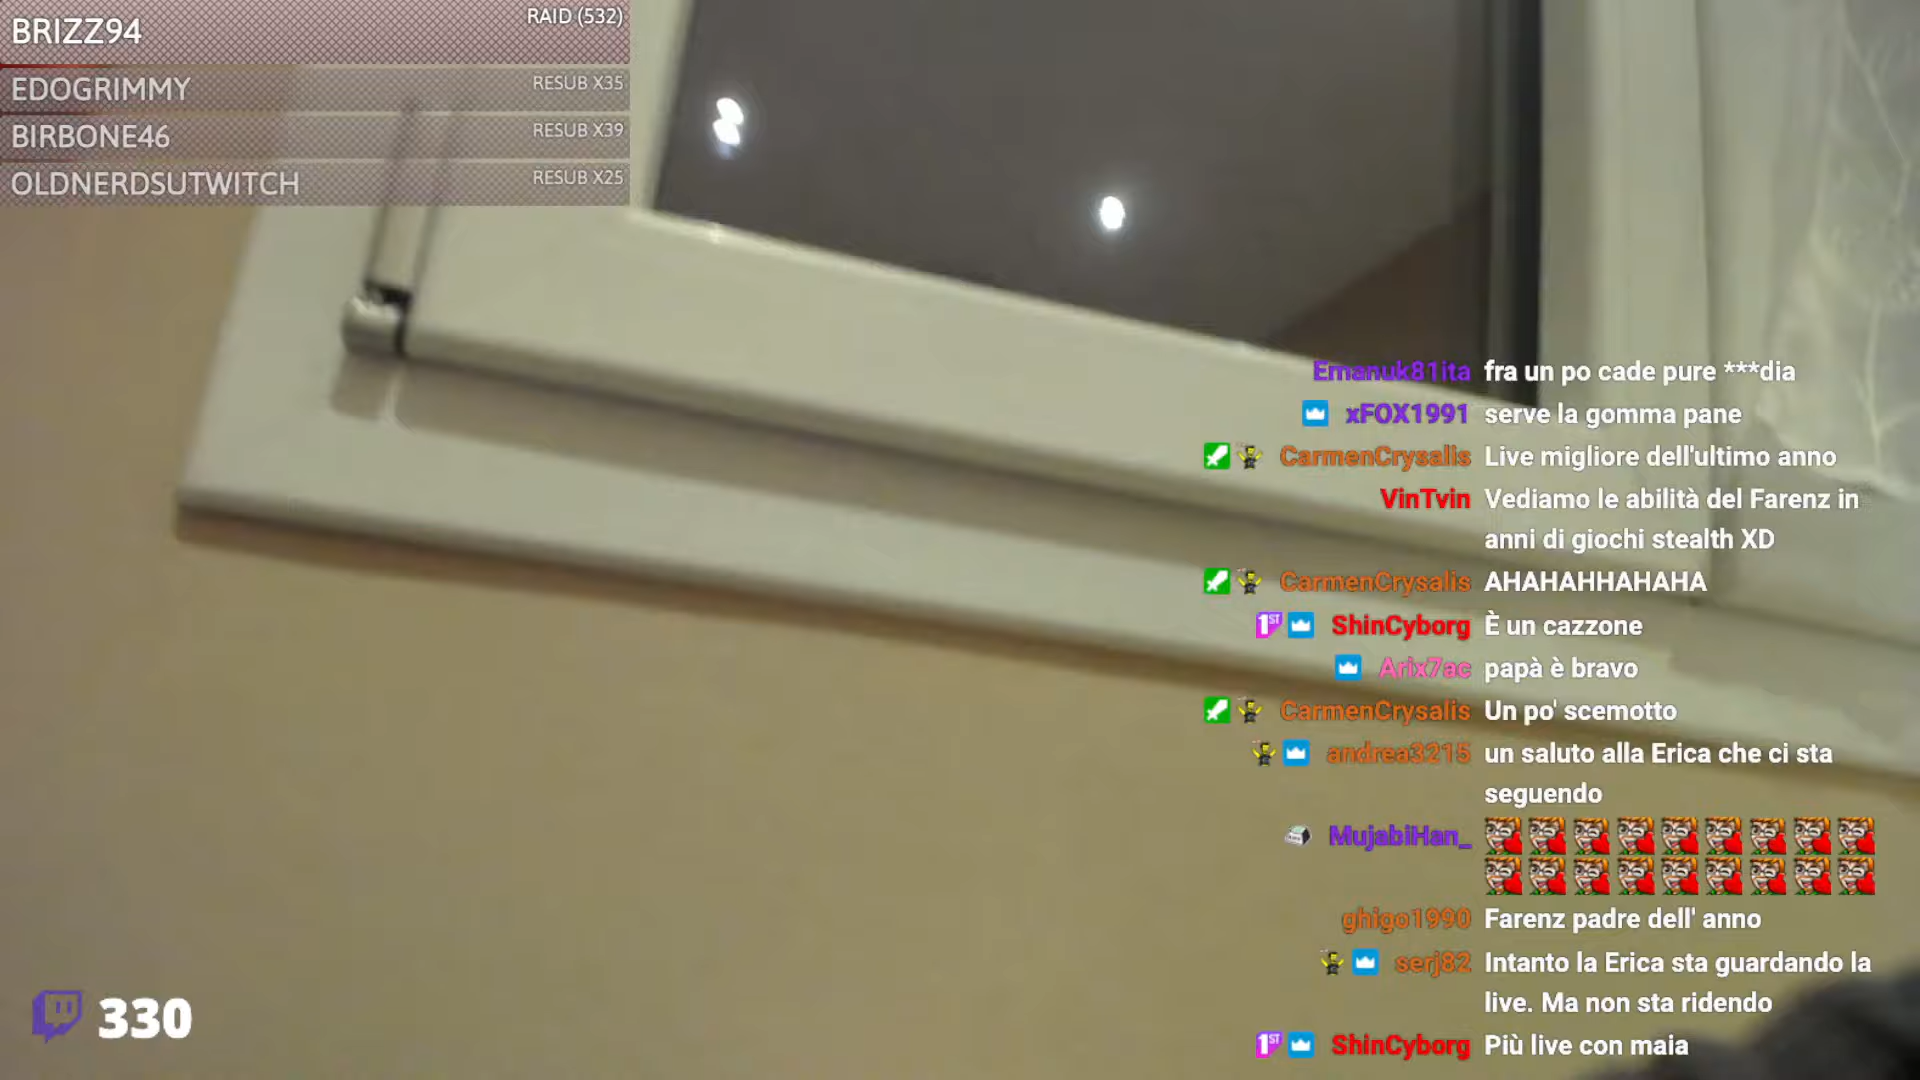 BRIZZ94 RAID (532)
EDOGRIMMY RESUB X35
BIRBONE46 RESUB X39
OLDNERDSUTWITCH RESUB X25
Emanuk81ita fra un po cade pure ***dia
xFOX1991 serve la gomma pane
CarmenCrysalis Live migliore dell'ultimo anno
VinTvin Vediamo le abilità del Farenz in
anni di giochi stealth XD
CarmenCrysalis AHAHAHHAHAHA
1ST ShinCyborg È un cazzone
Arix7ac papà è bravo
CarmenCrysalis Un po' scemotto
andrea3215 un saluto alla Erica che ci sta
seguendo
MujabiHan_
ghigo1990 Farenz padre dell' anno
serj82 Intanto la Erica sta guardando la
live. Ma non sta ridendo
1ST ShinCyborg Più live con maia
330